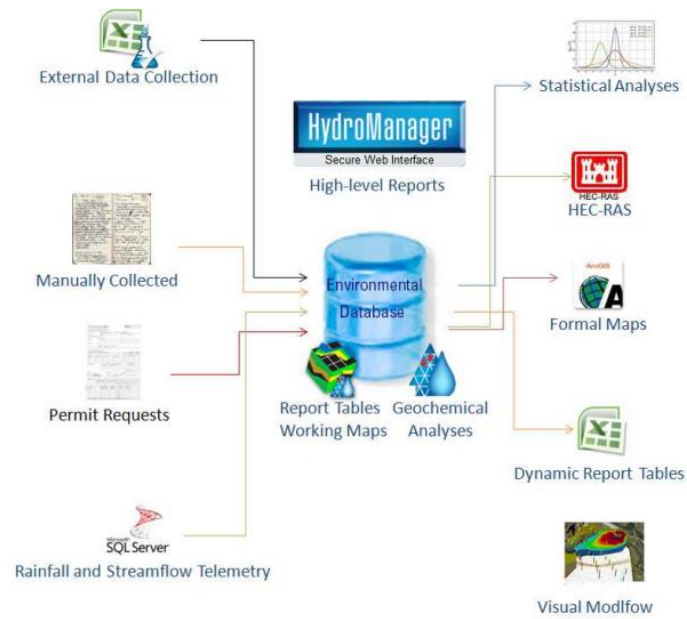 External Data Collection
Statistical Analyses
HydroManager
Secure Web Interface
High-level Reports
HEC-RAS
HEC-RAS
Manually Collected
Environmental
Database
ArcGIS
Formal Maps
Permit Requests
Report Tables
Working Maps
Geochemical
Analyses
Dynamic Report Tables
Microsoft
SQL Server
Rainfall and Streamflow Telemetry
Visual Modlfow